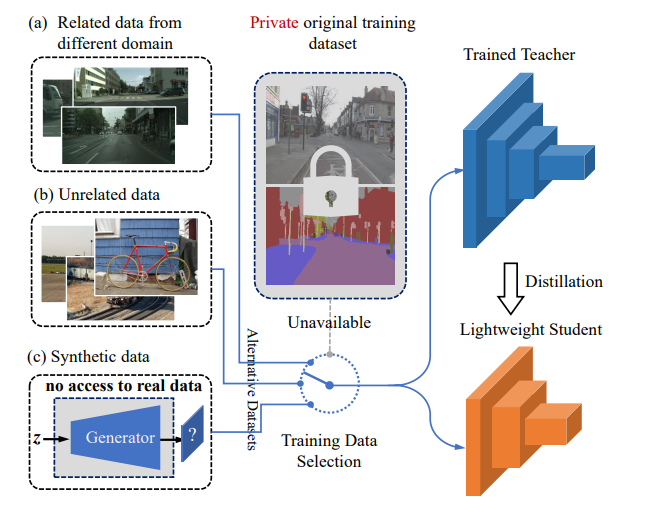 (a) Related data from
different domain
Private original training
dataset
Trained Teacher
(b) Unrelated data
Distillation
Unavailable
Lightweight Student
(c) Synthetic data
Alternative Datasets
no access to real data
z
Generator
?
Training Data
Selection